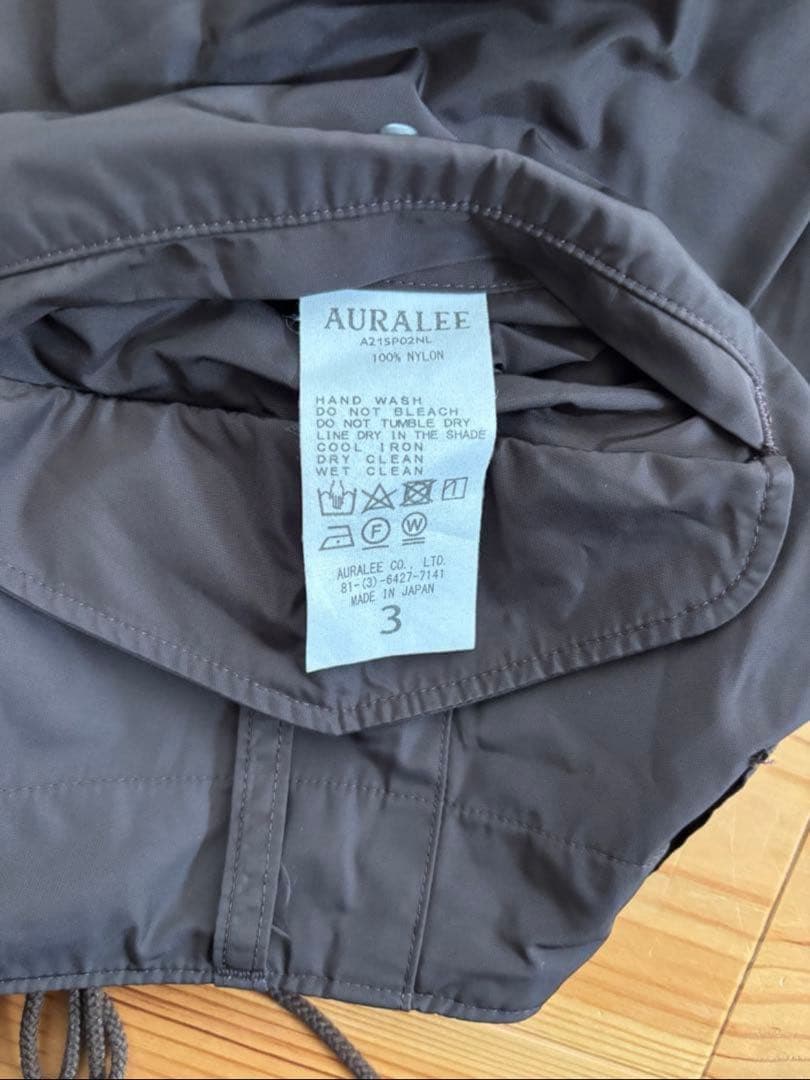 AURALEE
A21SP02NL
100% NYLON
HAND WASH
DO NOT BLEACH
DO NOT TUMBLE DRY
LINE DRY IN THE SHADE
COOL IRON
DRY CLEAN
WET CLEAN
F W
AURALEE CO., LTD.
81-(3)-6427-7141
MADE IN JAPAN
3